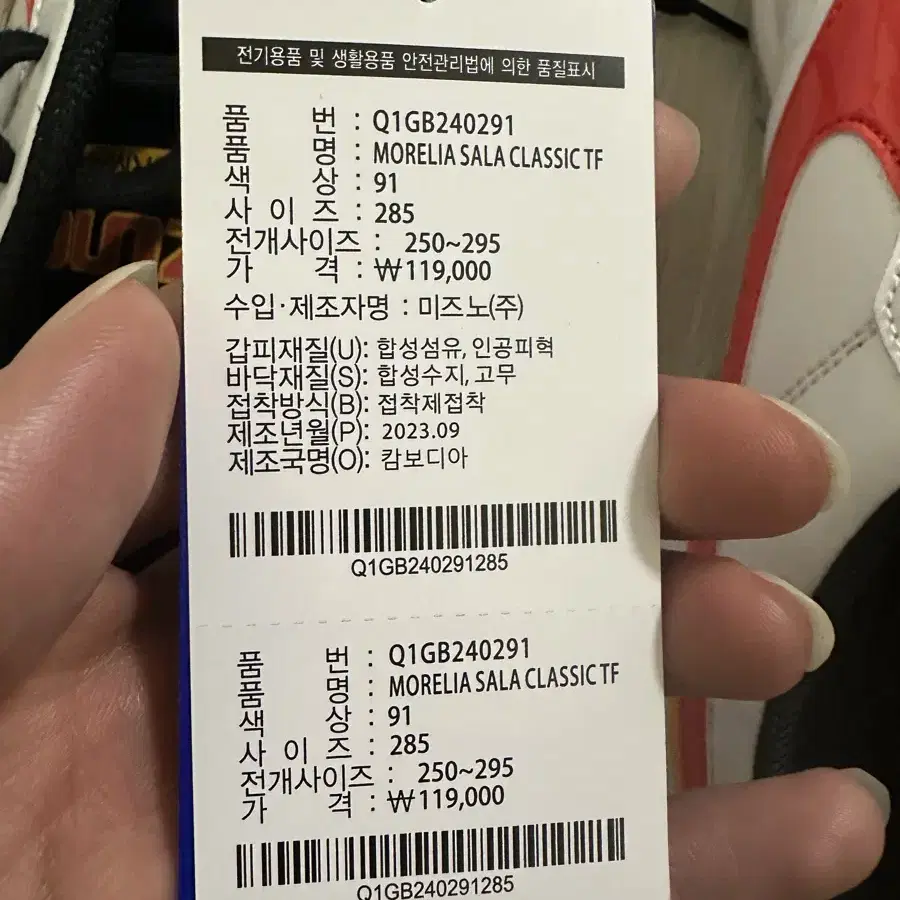 전기용품 및 생활용품 안전관리법에 의한 품질표시
품 번 : Q1GB240291
품 명 : MORELIA SALA CLASSIC TF
색 상 : 91
사 이 즈 : 285
전개사이즈 : 250~295
가 격 : ₩119,000
수입·제조자명 : 미즈노(주)
갑피재질(U): 합성섬유, 인공피혁
바닥재질(S): 합성수지, 고무
접착방식(B): 접착제접착
제조년월(P): 2023.09
제조국명(O): 캄보디아
Q1GB240291285
품 번 : Q1GB240291
품 명 : MORELIA SALA CLASSIC TF
색 상 : 91
사 이 즈 : 285
전개사이즈 : 250~295
가 격 : ₩119,000
Q1GB240291285